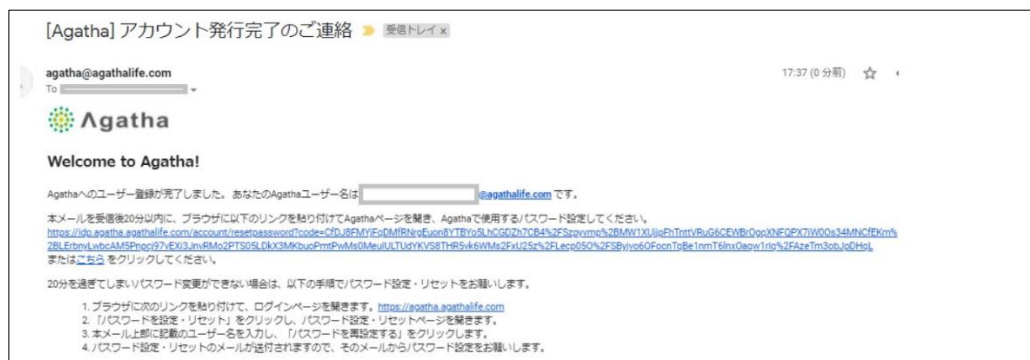 [Agatha] アカウント発行完了のご連絡 受信トレイ x
agatha@agathalife.com 17:37 (0 分前)
To
Agatha
Welcome to Agatha!
Agathaへのユーザー登録が完了しました。あなたのAgathaユーザー名は @agathalife.com です。
本メールを受信後20分以内に、ブラウザに以下のリンクを貼り付けてAgathaページを開き、Agathaで使用するパスワード設定してください。
または こちら をクリックしてください。
20分を過ぎてしまいパスワード変更ができない場合は、以下の手順でパスワード設定・リセットをお願いします。
1. ブラウザに次のリンクを貼り付けて、ログインページを開きます。https://agatha.agathalife.com
2. 「パスワードを設定・リセット」をクリックし、パスワード設定・リセットページを開きます。
3. 本メール上部に記載のユーザー名を入力し、「パスワードを再設定する」をクリックします。
4. パスワード設定・リセットのメールが送付されますので、そのメールからパスワード設定をお願いします。